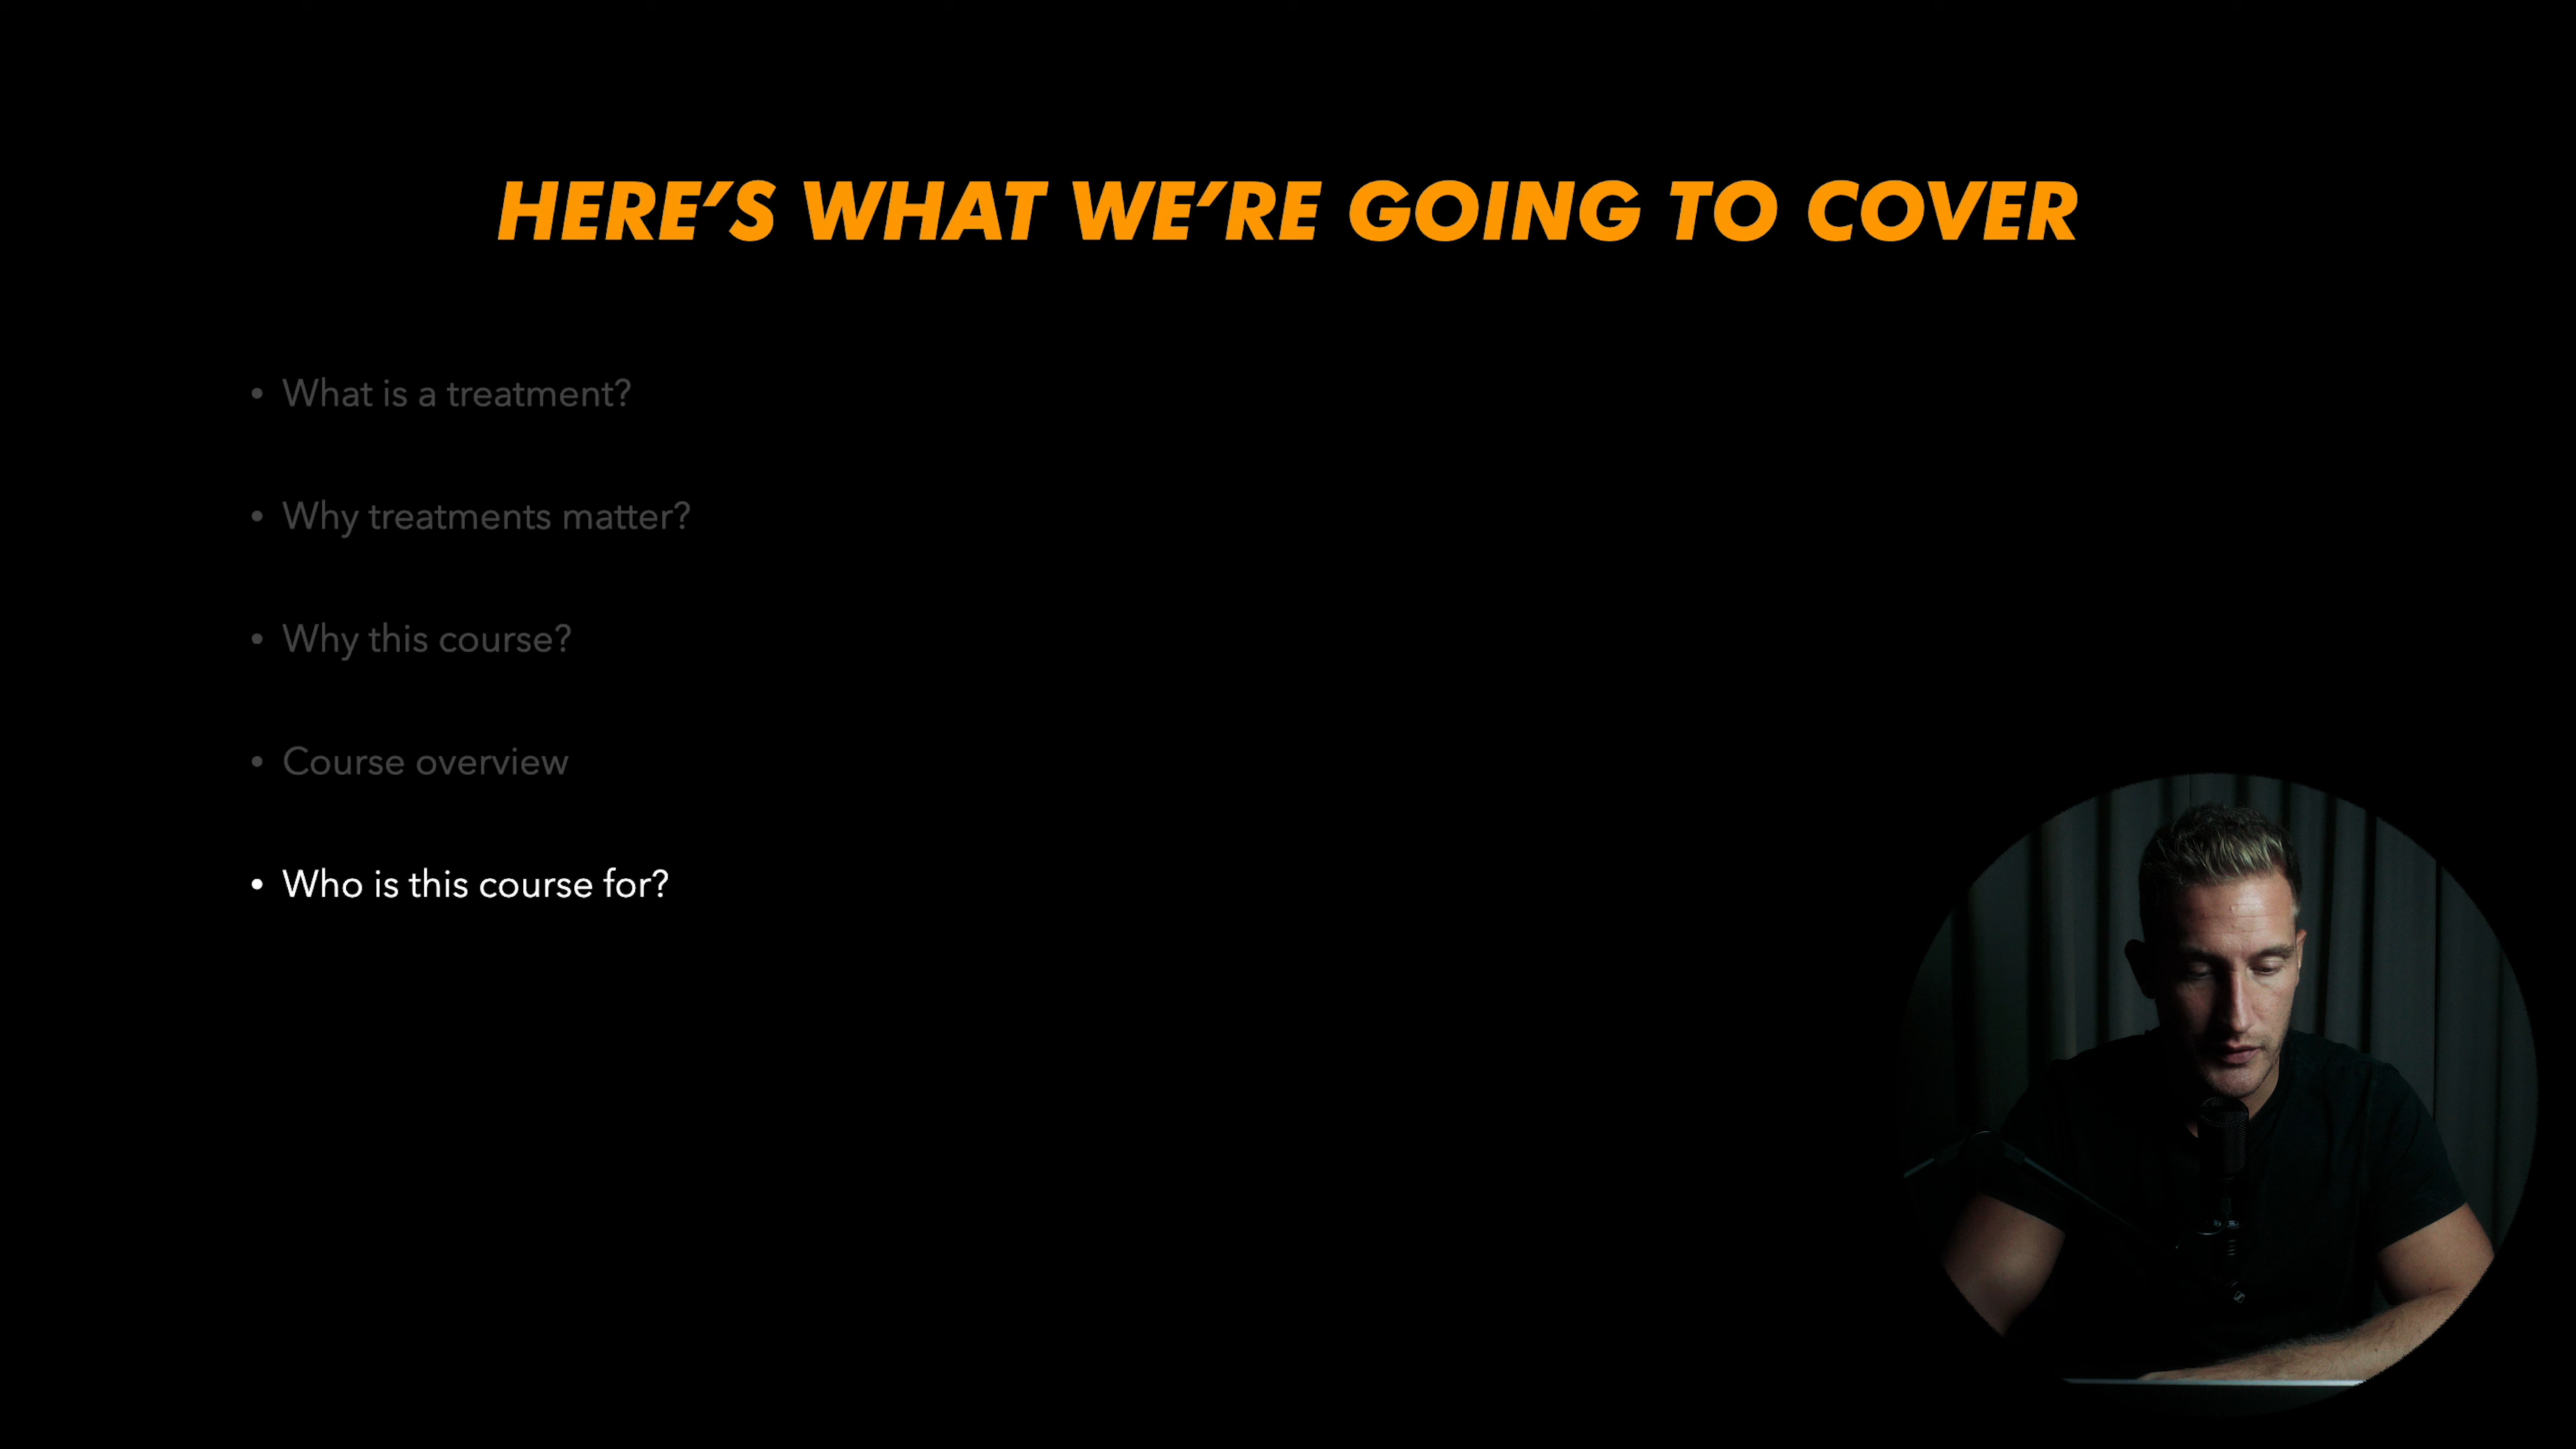 HERE’S WHAT WE’RE GOING TO COVER
• What is a treatment?
• Why treatments matter?
• Why this course?
• Course overview
• Who is this course for?